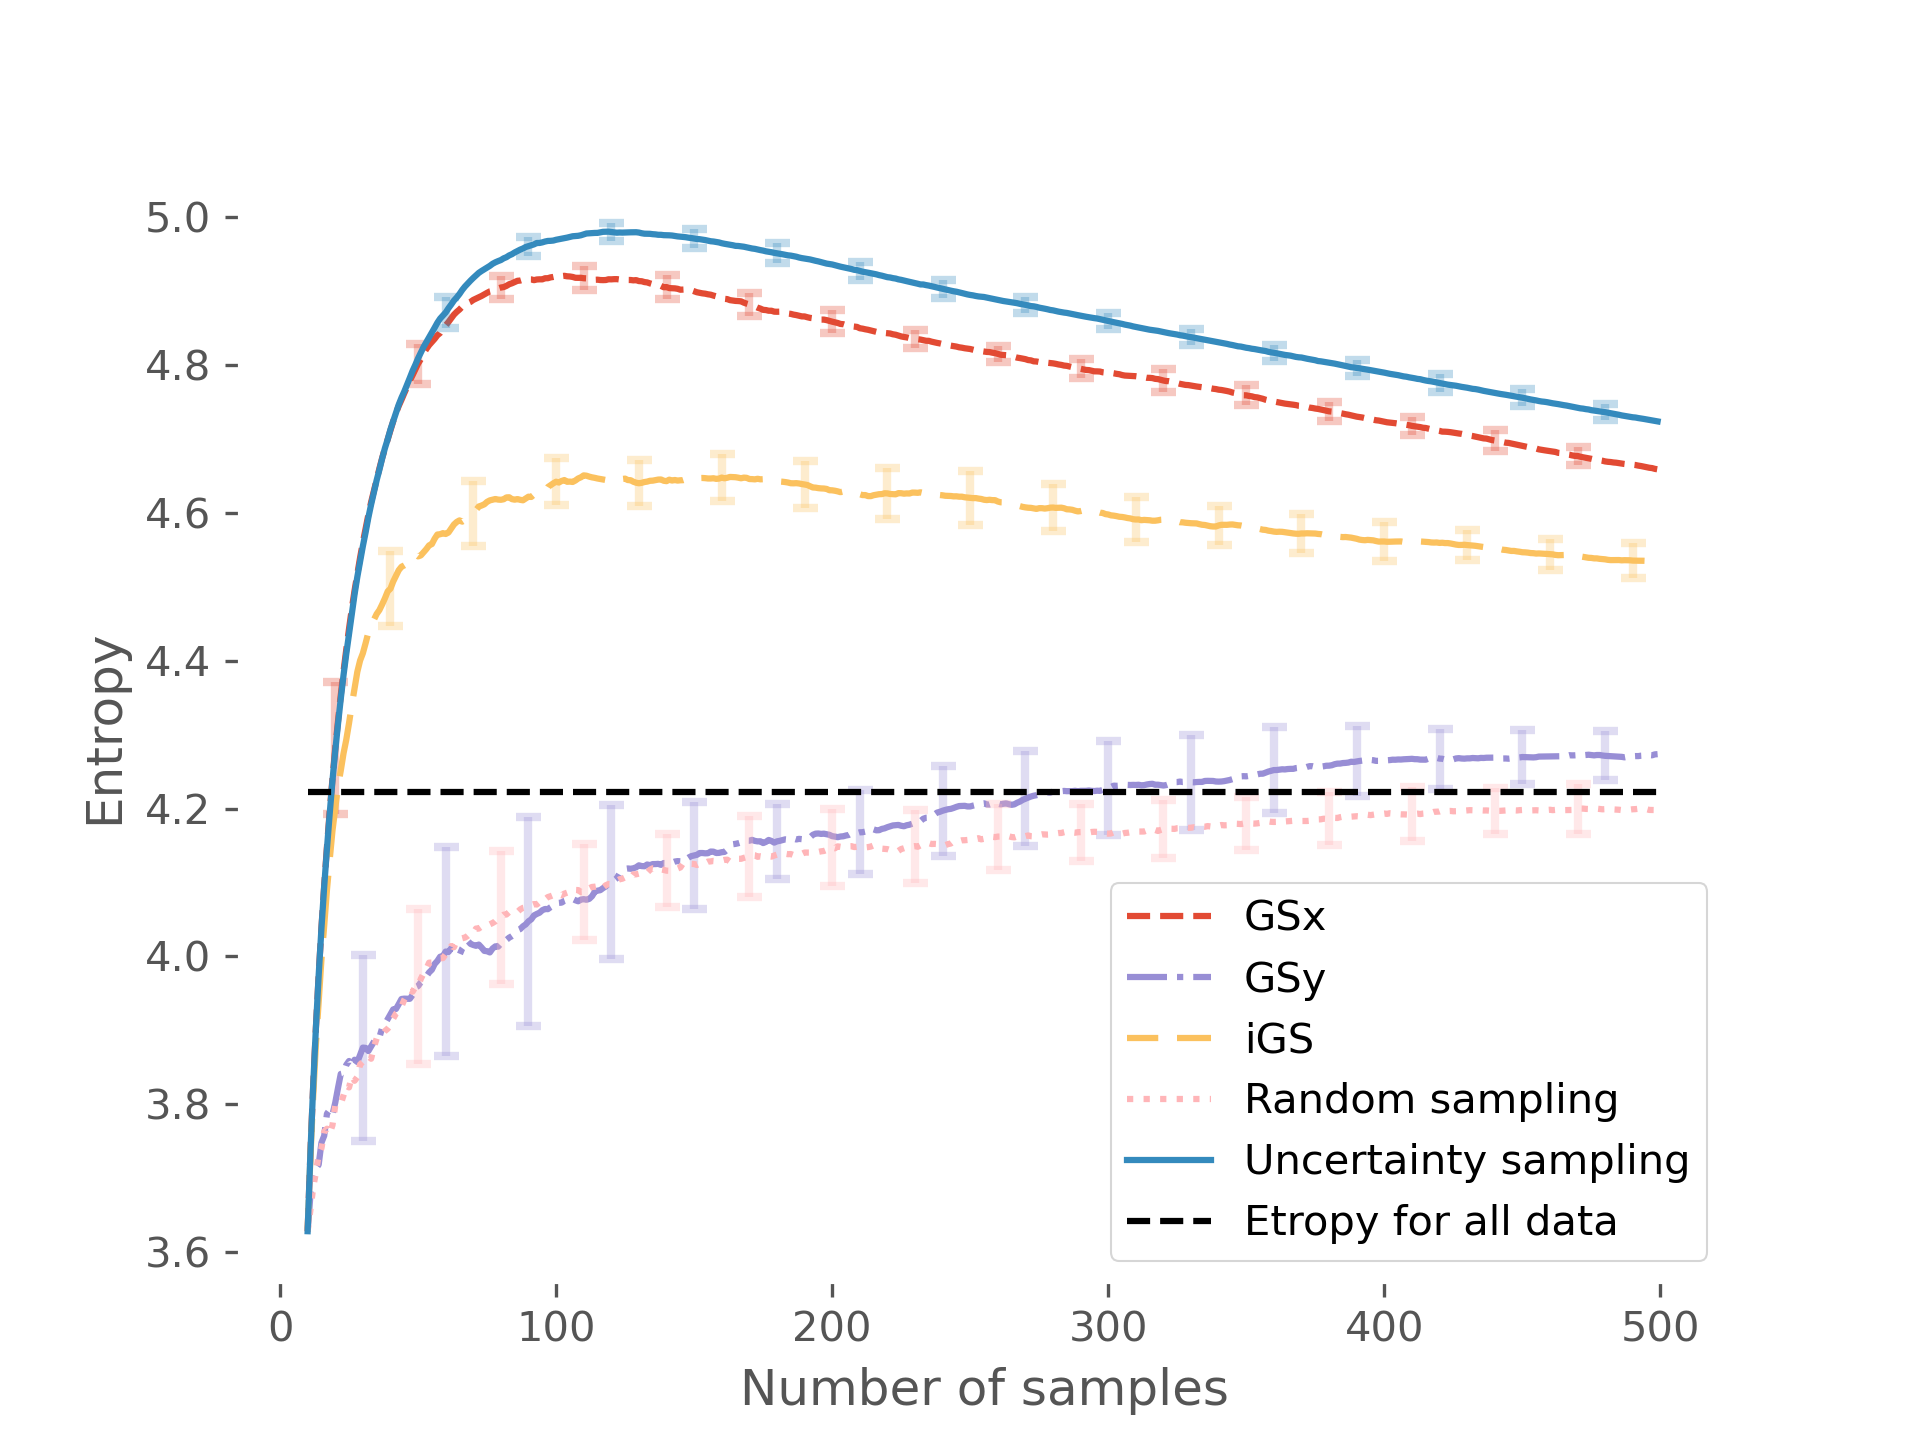 5.0
4.8
4.6
4.4
4.2
4.0
3.8
3.6
Entropy
0 100 200 300 400 500
Number of samples
GSx
GSy
iGS
Random sampling
Uncertainty sampling
Etropy for all data